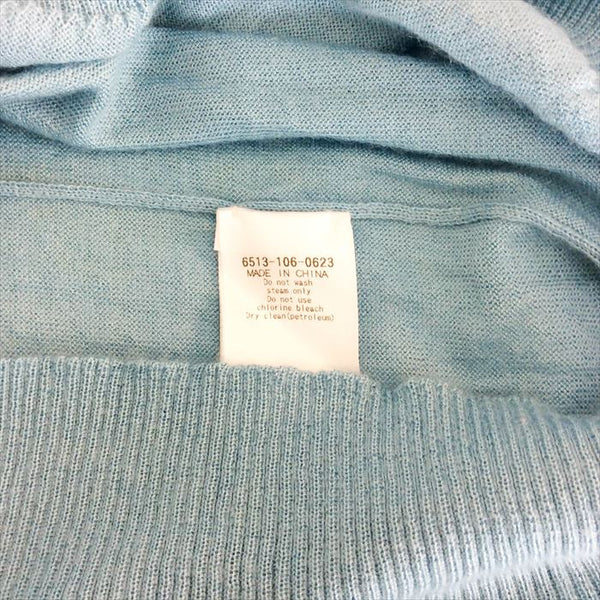 6513-106-0623
MADE IN CHINA
Do not wash
steam only
Do not use
chlorine bleach
Dry clean(petroleum)